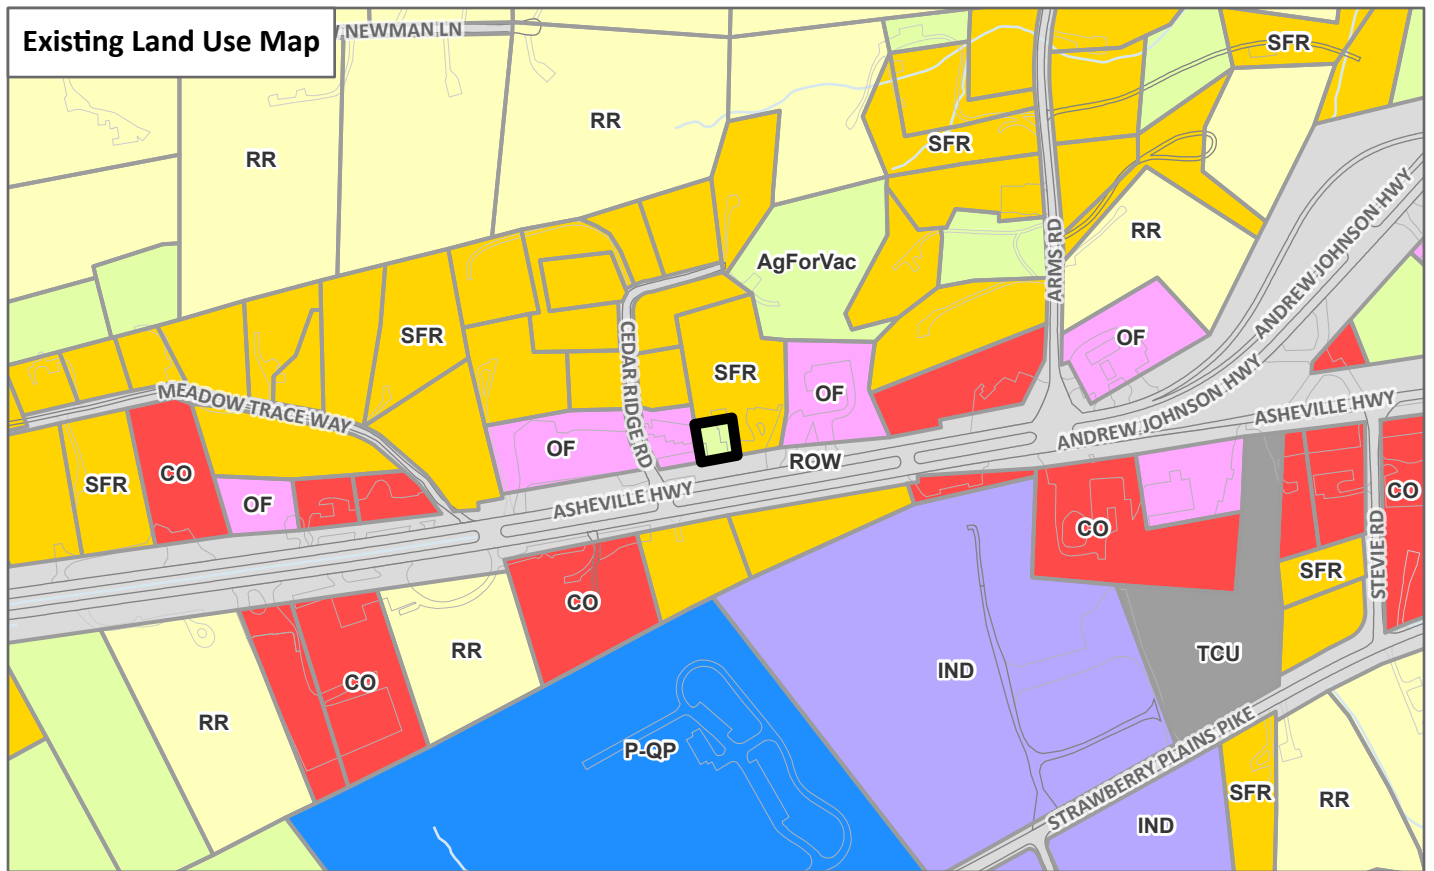 Existing Land Use Map
NEWMAN LN
SFR
RR
RR
SFR
ANDREW JOHNSON HWY
RR
ARMS RD
AgForVac
SFR
CEDAR RIDGE RD
OF
SFR
OF
MEADOW TRACE WAY
ANDREW JOHNSON HWY
ASHEVILLE HWY
OF
ROW
SFR
CO
OF
ASHEVILLE HWY
CO
CO
STEVIE RD
SFR
CO
RR
IND
TCU
CO
RR
P-QP
STRAWBERRY PLAINS PIKE
SFR
RR
IND